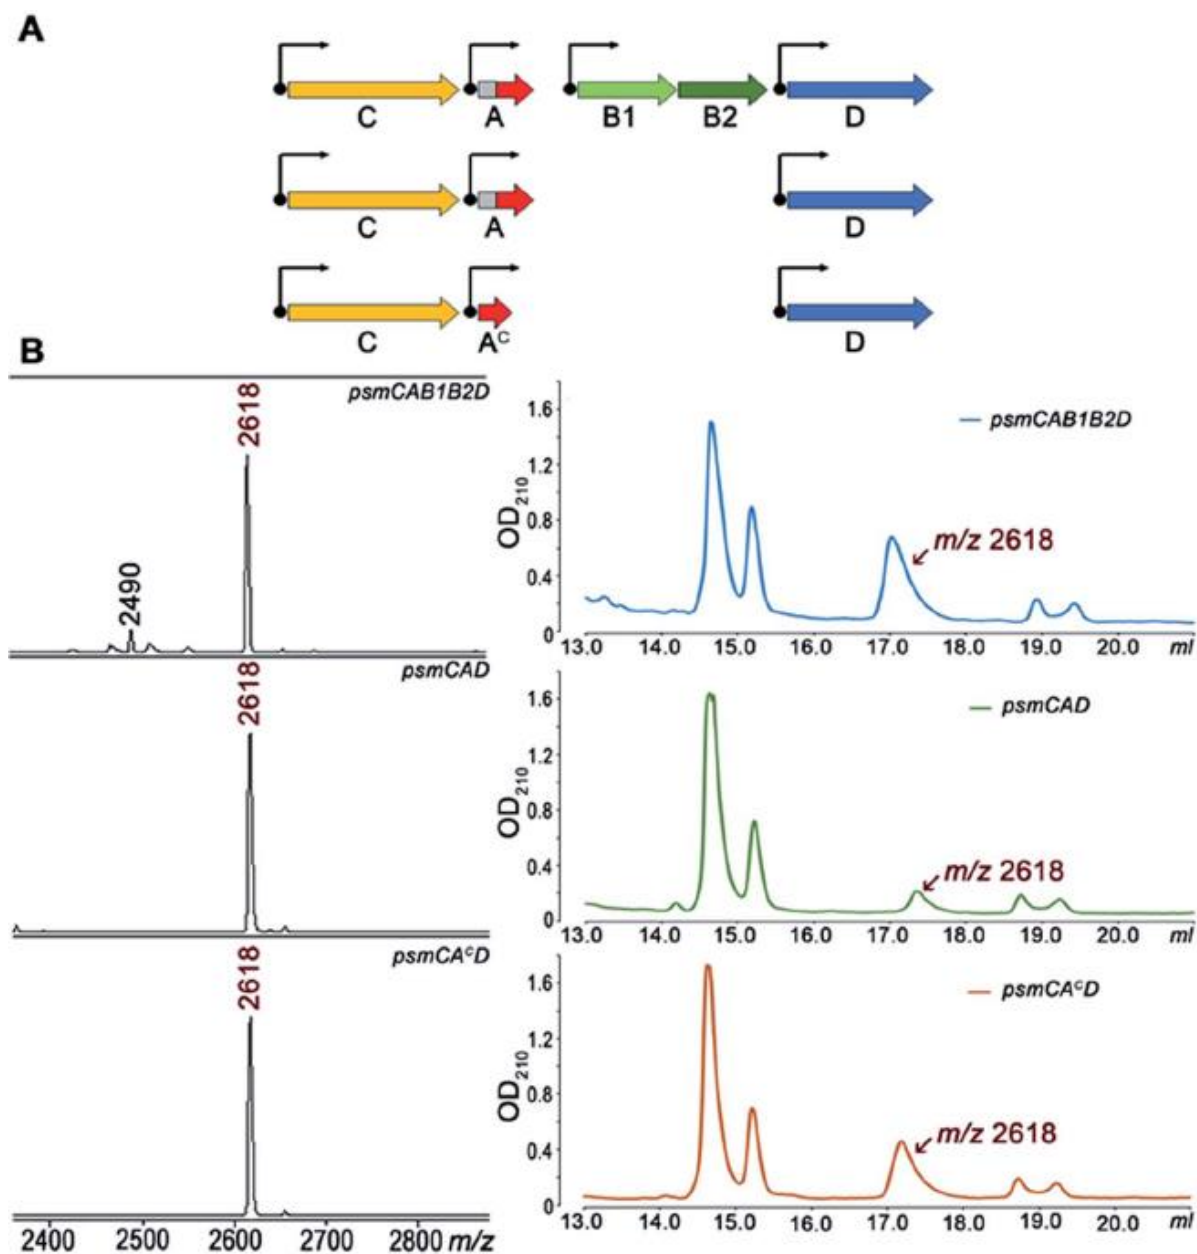 A
C A B1 B2 D
C A D
C Aᶜ D
B
psmCAB1B2D
2618
2490
psmCAD
2618
psmCAᶜD
2618
2400 2500 2600 2700 2800 m/z
OD₂₁₀
1.6
1.2
0.8
0.4
0
psmCAB1B2D
m/z 2618
13.0 14.0 15.0 16.0 17.0 18.0 19.0 20.0 ml
OD₂₁₀
1.6
1.2
0.8
0.4
0
psmCAD
m/z 2618
13.0 14.0 15.0 16.0 17.0 18.0 19.0 20.0 ml
OD₂₁₀
1.6
1.2
0.8
0.4
0
psmCAᶜD
m/z 2618
13.0 14.0 15.0 16.0 17.0 18.0 19.0 20.0 ml